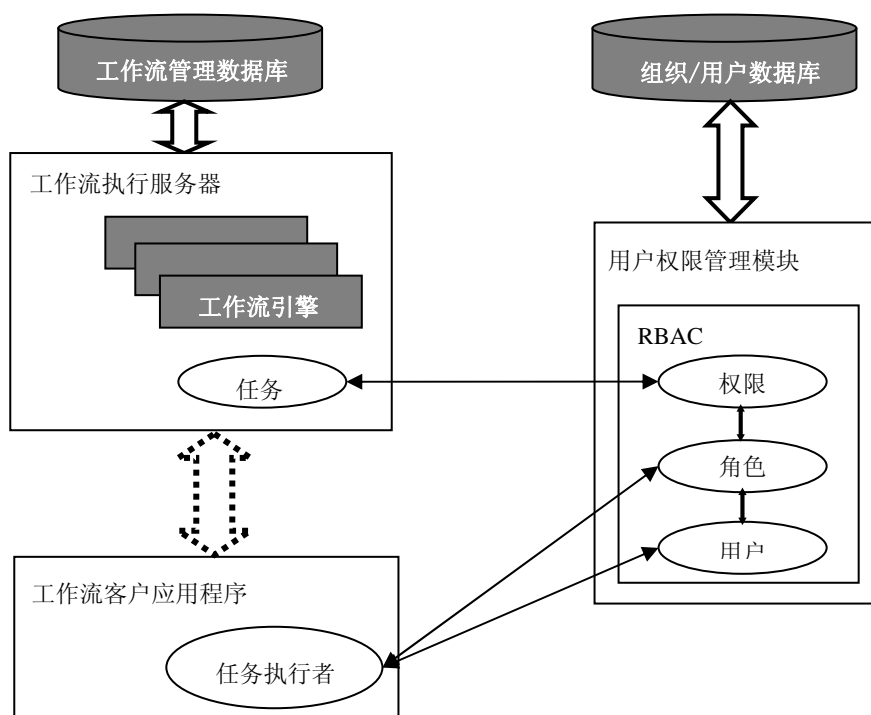 工作流管理数据库
组织/用户数据库
工作流执行服务器
用户权限管理模块
工作流引擎
RBAC
任务
权限
角色
用户
工作流客户应用程序
任务执行者